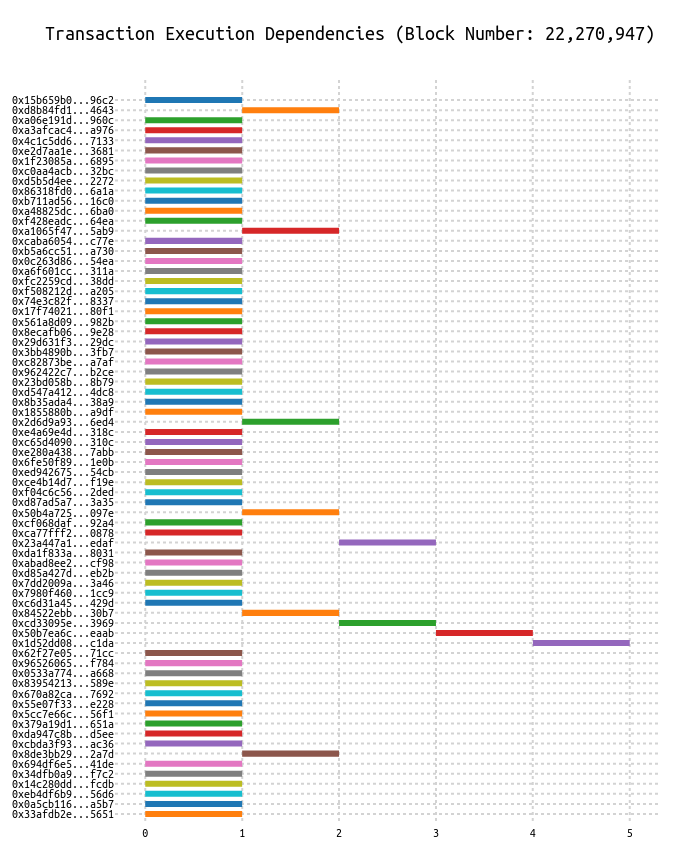 Transaction Execution Dependencies (Block Number: 22,270,947)
0x15b659b0...96c2
0xd8b84fd1...4643
0xa06e191d...960c
0xa3afcac4...a976
0x4c1c5dd6...7133
0xe2d7aa1e...3681
0x1f23085a...6895
0xc0aa4acb...32bc
0xd5b5d4ee...2272
0x86318fd0...6a1a
0xb711ad56...16c0
0xa48825dc...6ba0
0xf428eadc...64ea
0xa1065f47...5ab9
0xcaba6054...c77e
0xb5a6cc51...a730
0x0c263d86...54ea
0xa6f601cc...311a
0xfc2259cd...38dd
0xf508212d...a205
0x74e3c82f...8337
0x17f74021...80f1
0x561a8d09...982b
0x8ecafb06...9e28
0x29d631f3...29dc
0x3bb4890b...3fb7
0xc82873be...a7af
0x962422c7...b2ce
0x23bd058b...8b79
0xd547a412...4dc8
0x8b35ada4...38a9
0x1855880b...a9df
0x2d6d9a93...6ed4
0xe4a69e4d...318c
0xc65d4090...310c
0xe280a438...7abb
0x6fe50f89...1e0b
0xed942675...54cb
0xce4b14d7...f19e
0xf04c6c56...2ded
0xd87ad5a7...3a35
0x50b4a725...097e
0xcf068daf...92a4
0xca77fff2...0878
0x23a447a1...edaf
0xda1f833a...8031
0xabad8ee2...cf98
0xd85a427d...eb2b
0x7dd2009a...3a46
0x7980f460...1cc9
0xc6d31a45...429d
0x84522ebb...30b7
0xcd33095e...3969
0x50b7ea6c...eaab
0x1d52dd08...c1da
0x62f27e05...71cc
0x96526065...f784
0x0533a774...a668
0x83954213...589e
0x670a82ca...7692
0x55e07f33...e228
0x5cc7e66c...56f1
0x379a19d1...651a
0xda947c8b...d5ee
0xcbda3f93...ac36
0x8de3bb29...2a7d
0x694df6e5...41de
0x34dfb0a9...f7c2
0x14c280dd...fcdb
0xeb4df6b9...56d6
0x0a5cb116...a5b7
0x33afdb2e...5651
0 1 2 3 4 5